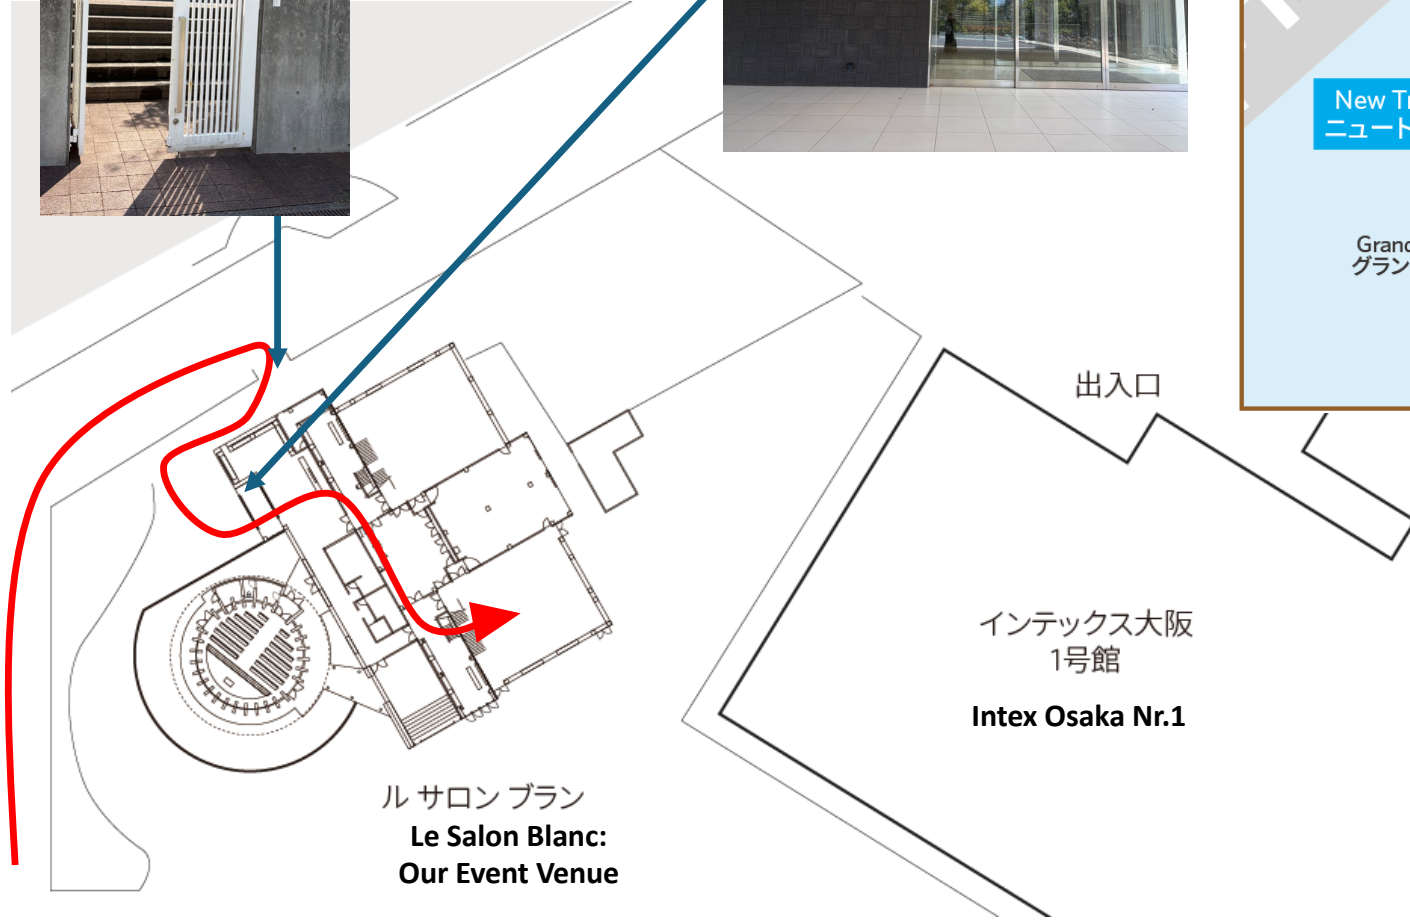 出入口
インテックス大阪
1号館
Intex Osaka Nr.1
ル サロン ブラン
Le Salon Blanc:
Our Event Venue
New
ニュート
グラン